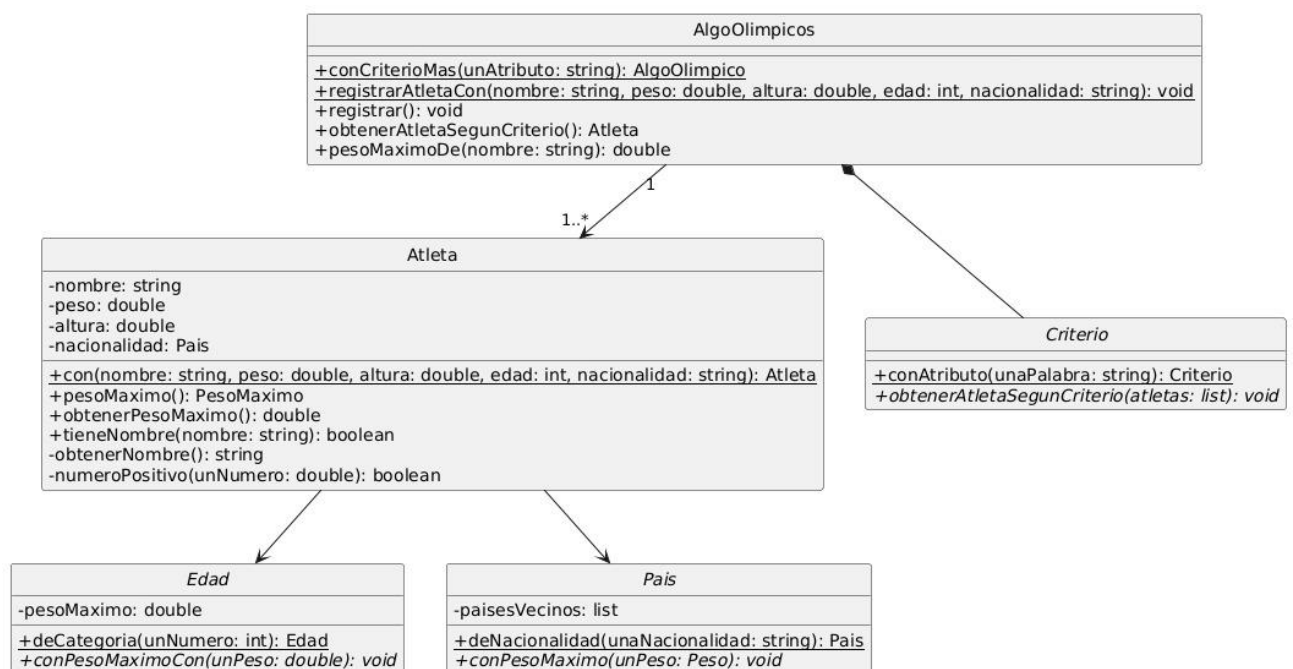 AlgoOlimpicos
+conCriterioMas(unAtributo: string): AlgoOlimpico
+registrarAtletaCon(nombre: string, peso: double, altura: double, edad: int, nacionalidad: string): void
+registrar(): void
+obtenerAtletaSegunCriterio(): Atleta
+pesoMaximoDe(nombre: string): double
1
1..*
Atleta
-nombre: string
-peso: double
-altura: double
-nacionalidad: Pais
+con(nombre: string, peso: double, altura: double, edad: int, nacionalidad: string): Atleta
+pesoMaximo(): PesoMaximo
+obtenerPesoMaximo(): double
+tieneNombre(nombre: string): boolean
-obtenerNombre(): string
-numeroPositivo(unNumero: double): boolean
Criterio
+conAtributo(unaPalabra: string): Criterio
+obtenerAtletaSegunCriterio(atletas: list): void
Edad
-pesoMaximo: double
+deCategoria(unNumero: int): Edad
+conPesoMaximoCon(unPeso: double): void
Pais
-paisesVecinos: list
+deNacionalidad(unaNacionalidad: string): Pais
+conPesoMaximo(unPeso: Peso): void